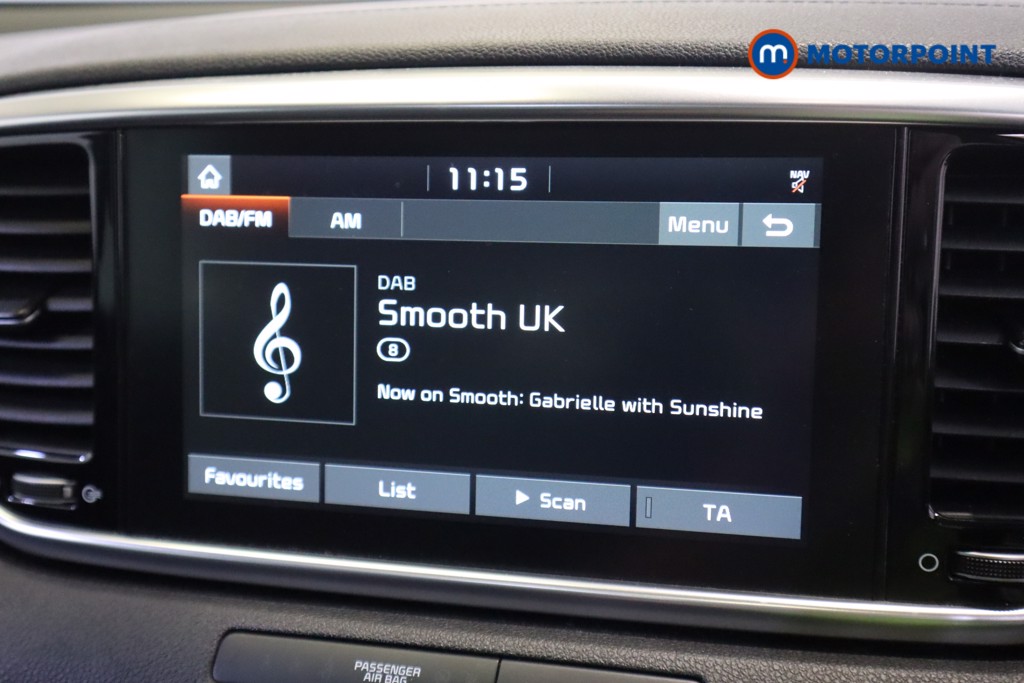 m MOTORPOINT
11:15
NAV
DAB/FM AM Menu
DAB
Smooth UK
8
Now on Smooth: Gabrielle with Sunshine
Favourites List Scan TA
PASSENGER
AIR BAG